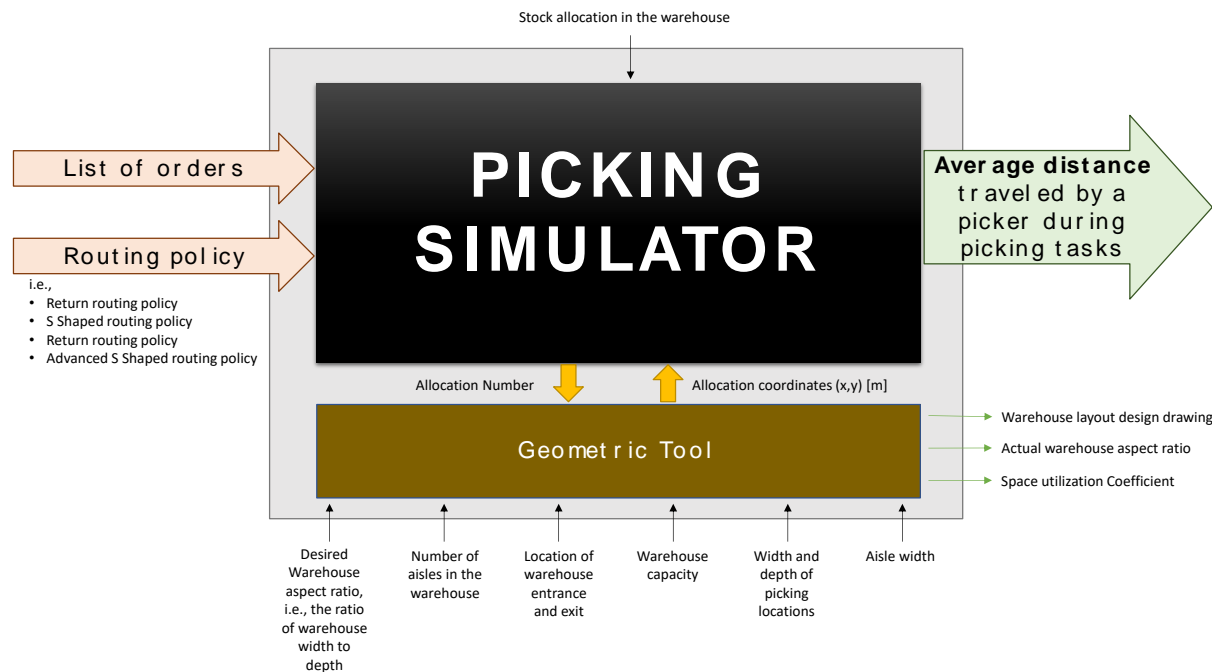 Stock allocation in the warehouse
List of orders
Routing policy
i.e.,
• Return routing policy
• S Shaped routing policy
• Return routing policy
• Advanced S Shaped routing policy
PICKING
SIMULATOR
Average distance
traveled by a
picker during
picking tasks
Allocation Number
Allocation coordinates (x,y) [m]
Geometric Tool
Warehouse layout design drawing
Actual warehouse aspect ratio
Space utilization Coefficient
Desired
Warehouse
aspect ratio,
i.e., the ratio
of warehouse
width to
depth
Number of
aisles in the
warehouse
Location of
warehouse
entrance
and exit
Warehouse
capacity
Width and
depth of
picking
locations
Aisle width